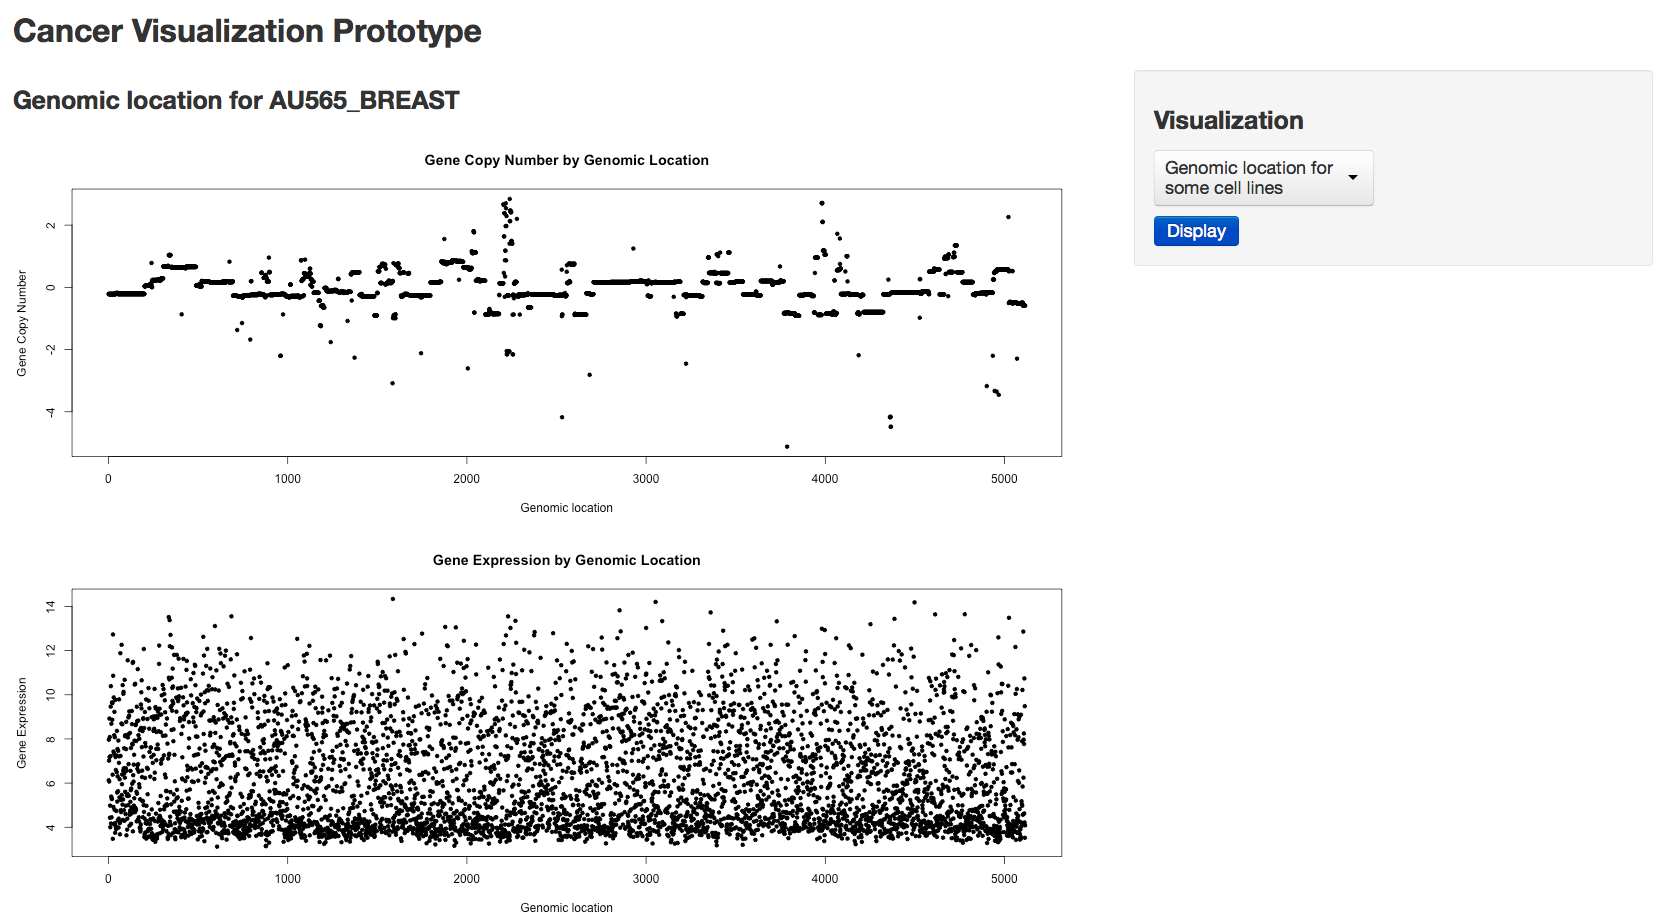 Cancer Visualization Prototype
Genomic location for AU565_BREAST
Visualization
Genomic location for
some cell lines
Display
Gene Copy Number by Genomic Location
Gene Copy Number
2
0
-2
-4
0 1000 2000 3000 4000 5000
Genomic location
Gene Expression by Genomic Location
Gene Expression
14
12
10
8
6
4
0 1000 2000 3000 4000 5000
Genomic location